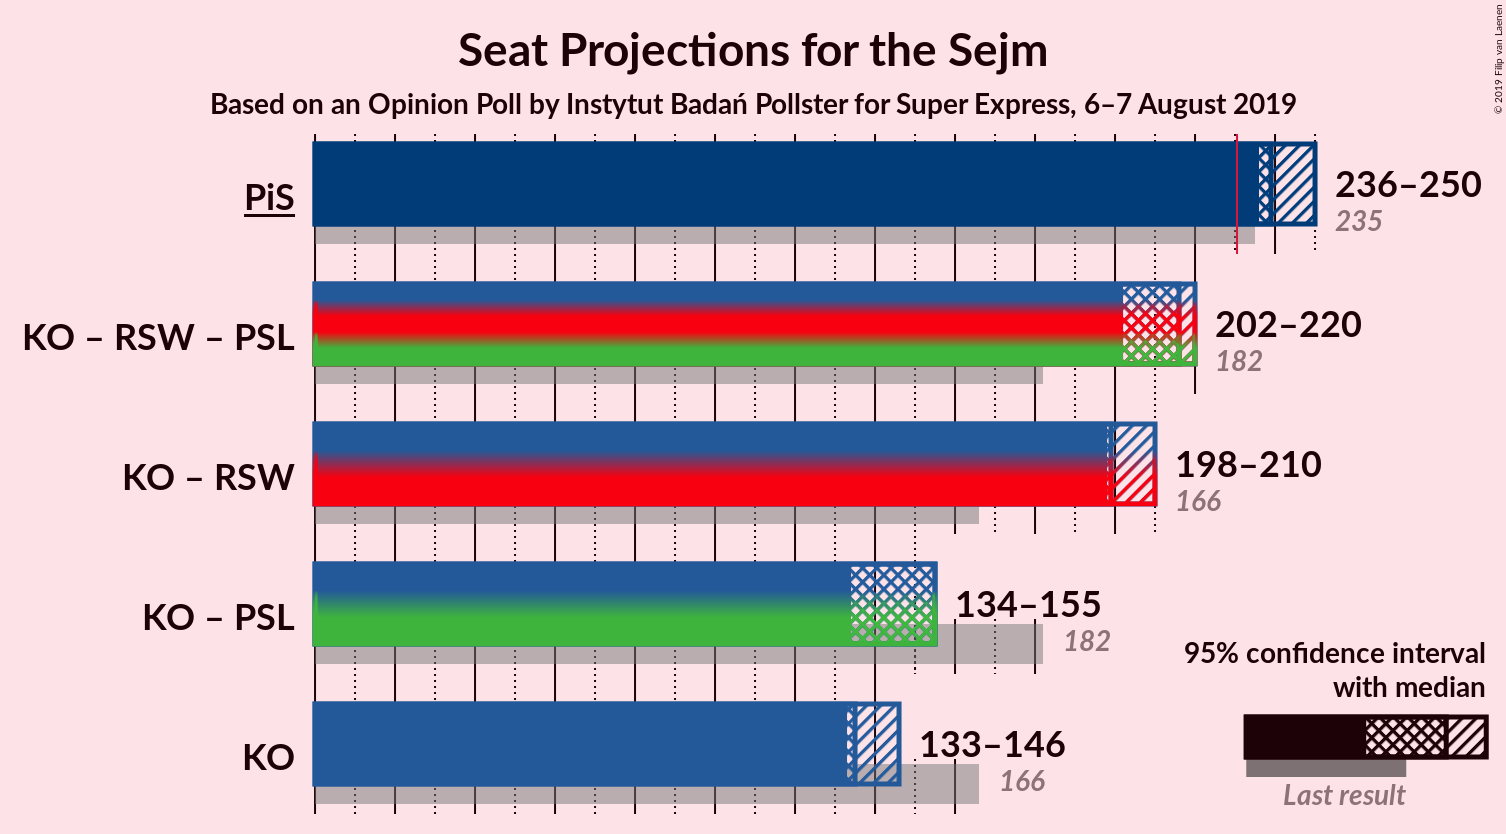 Seat Projections for the Sejm
Based on an Opinion Poll by Instytut Badań Pollster for Super Express, 6–7 August 2019
© 2019 Filip van Laenen
PiS
236–250
235
KO – RSW – PSL
202–220
182
KO – RSW
198–210
166
KO – PSL
134–155
182
KO
133–146
166
95% confidence interval
with median
Last result